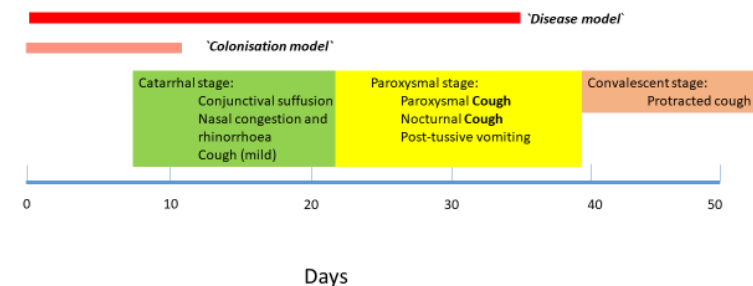 `Disease model`
`Colonisation model`
Catarrhal stage:
Conjunctival suffusion
Nasal congestion and
rhinorrhoea
Cough (mild)
Paroxysmal stage:
Paroxysmal Cough
Nocturnal Cough
Post-tussive vomiting
Convalescent stage:
Protracted cough
0 10 20 30 40 50
Days